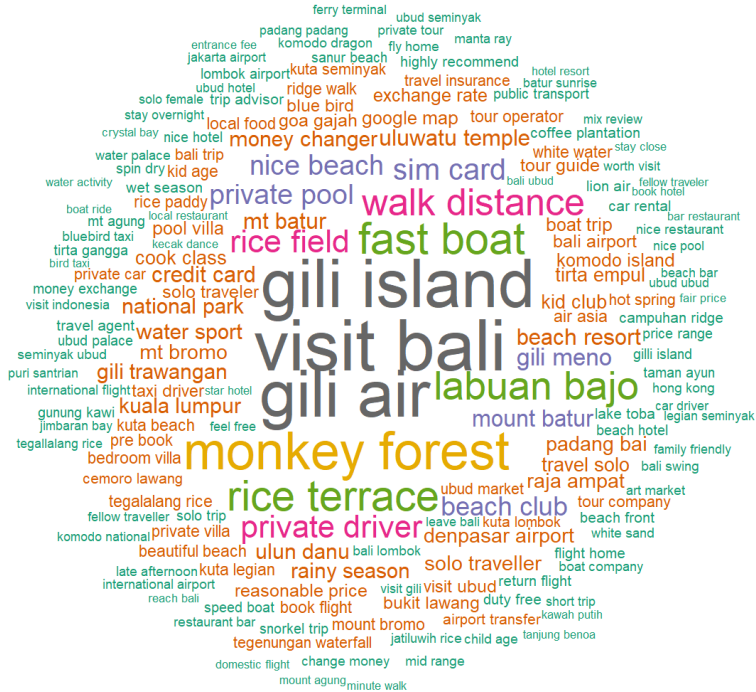 ferry terminal
ubud seminyak
padang padang
private tour
entrance fee
komodo dragon
fly home
manta ray
jakarta airport
sanur beach
highly recommend
lombok airport
kuta seminyak
travel insurance
hotel resort
ubud hotel
ridge walk
batur sunrise
solo female
trip advisor
blue bird
exchange rate
public transport
stay overnight
local food
goa gajah
google map
tour operator
mix review
crystal bay
nice hotel
money changer
uluwatu temple
coffee plantation
water palace
bali trip
nice beach
sim card
white water
stay close
spin dry
kid age
tour guide
worth visit
water activity
wet season
private pool
walk distance
bali ubud
lion air
fellow traveler
book hotel
rice paddy
car rental
boat ride
mt agung
local restaurant
pool villa
mt batur
rice field
fast boat
boat trip
bar restaurant
nice restaurant
bluebird taxi
kecak dance
bali airport
nice pool
tirta gangga
cook class
gili island
komodo island
beach bar
bird taxi
private car
credit card
tirta empul
ubud ubud
money exchange
solo traveler
kid club
hot spring
fair price
visit indonesia
national park
air asia
campuhan ridge
travel agent
water sport
visit bali
beach resort
price range
ubud palace
seminyak ubud
mt bromo
gili meno
gilli island
puri santrian
gili trawangan
taman ayun
international flight
taxi driver
star hotel
gili air
labuan bajo
hong kong
car driver
gunung kawi
kuala lumpur
mount batur
lake toba
legian seminyak
jimbaran bay
kuta beach
feel free
beach hotel
tegallalang rice
pre book
monkey forest
padang bai
family friendly
bedroom villa
travel solo
bali swing
cemoro lawang
raja ampat
tegalalang rice
rice terrace
ubud market
art market
fellow traveller
solo trip
beach club
tour company
komodo national
private villa
private driver
leave bali
kuta lombok
beach front
denpasar airport
white sand
beautiful beach
ulun danu
bali lombok
flight home
late afternoon
kuta legian
rainy season
solo traveller
boat company
international airport
reasonable price
visit gili
visit ubud
return flight
reach bali
speed boat
book flight
bukit lawang
duty free
short trip
restaurant bar
snorkel trip
mount bromo
airport transfer
kawah putih
tegenungan waterfall
jatiluwih rice
child age
tanjung benoa
domestic flight
change money
mid range
mount agung
minute walk